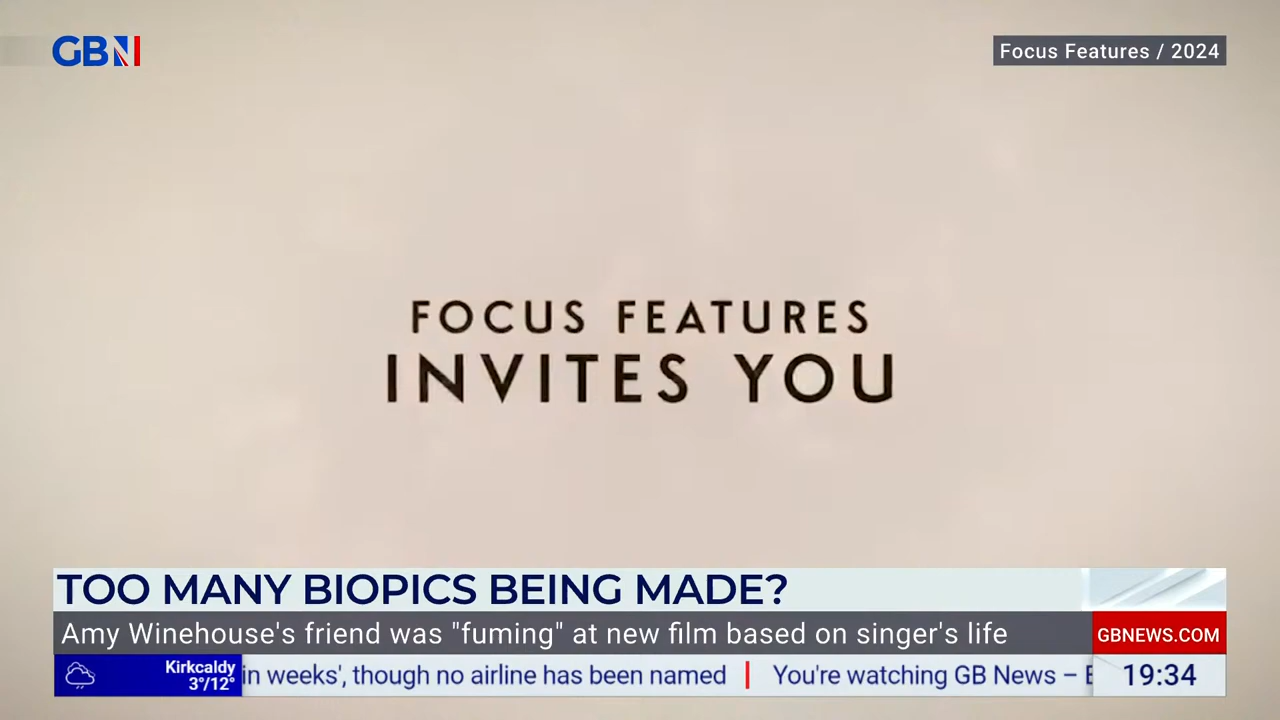 GBN
Focus Features / 2024
FOCUS FEATURES
INVITES YOU
TOO MANY BIOPICS BEING MADE?
Amy Winehouse's friend was "fuming" at new film based on singer's life
GBNEWS.COM
Kirkcaldy
3°/12°
in weeks', though no airline has been named | You're watching GB News –
19:34